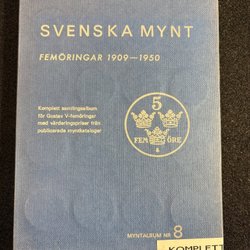 SVENSKA MYNT
FEMÖRINGAR 1909—1950
Komplett samlingsalbum
för Gustav V-femöringar
med värderingspriser från
publicerade myntkataloger
5
FEM ÖRE
MYNTALBUM NR 8
KOMPLETT